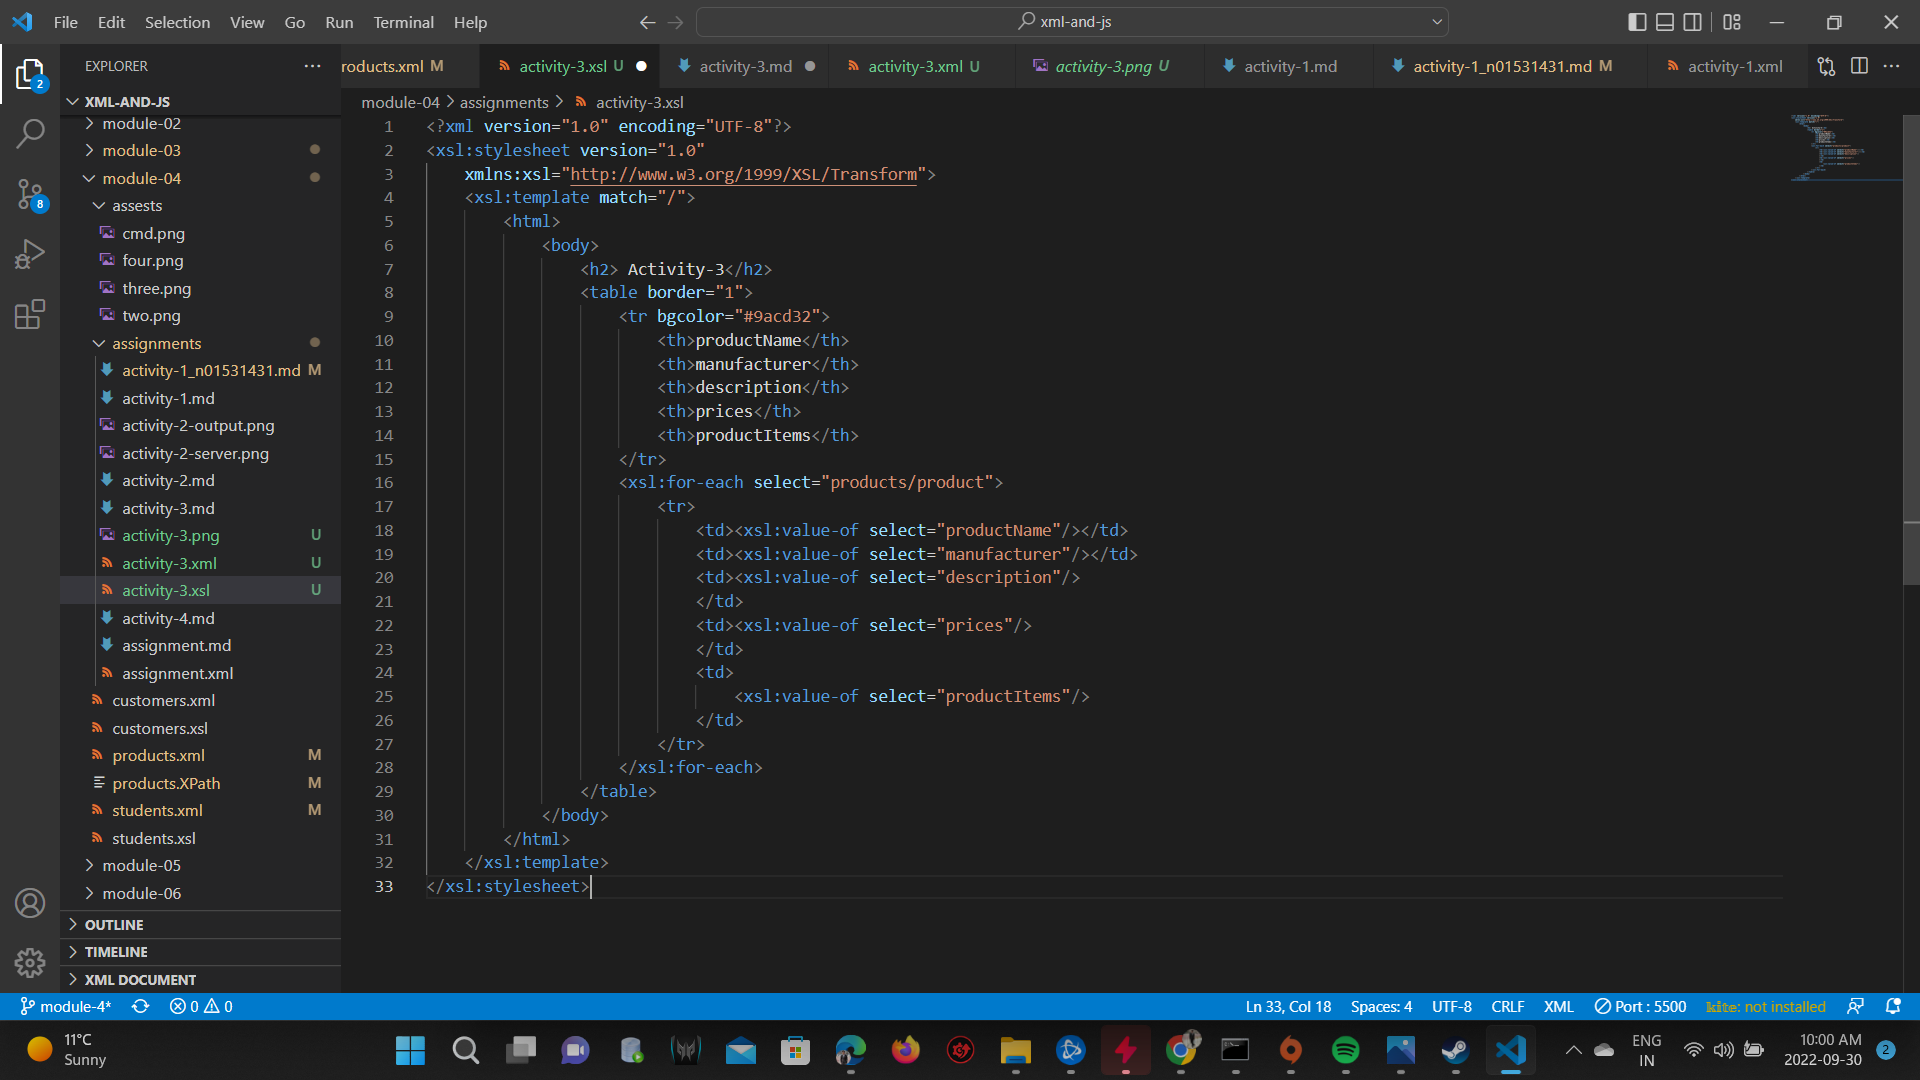 File Edit Selection View Go Run Terminal Help
xml-and-js
EXPLORER
roducts.xml M
activity-3.xsl U
activity-3.md
activity-3.xml U
activity-3.png U
activity-1.md
activity-1_n01531431.md M
activity-1.xml
XML-AND-JS
module-02
module-03
module-04
assests
cmd.png
four.png
three.png
two.png
assignments
activity-1_n01531431.md M
activity-1.md
activity-2-output.png
activity-2-server.png
activity-2.md
activity-3.md
activity-3.png U
activity-3.xml U
activity-3.xsl U
activity-4.md
assignment.md
assignment.xml
customers.xml
customers.xsl
products.xml M
products.XPath M
students.xml M
students.xsl
module-05
module-06
OUTLINE
TIMELINE
XML DOCUMENT
2
8
module-04 > assignments > activity-3.xsl
1 <?xml version="1.0" encoding="UTF-8"?>
2 <xsl:stylesheet version="1.0"
3 xmlns:xsl="http://www.w3.org/1999/XSL/Transform">
4 <xsl:template match="/">
5 <html>
6 <body>
7 <h2> Activity-3</h2>
8 <table border="1">
9 <tr bgcolor="#9acd32">
10 <th>productName</th>
11 <th>manufacturer</th>
12 <th>description</th>
13 <th>prices</th>
14 <th>productItems</th>
15 </tr>
16 <xsl:for-each select="products/product">
17 <tr>
18 <td><xsl:value-of select="productName"/></td>
19 <td><xsl:value-of select="manufacturer"/></td>
20 <td><xsl:value-of select="description"/>
21 </td>
22 <td><xsl:value-of select="prices"/>
23 </td>
24 <td>
25 <xsl:value-of select="productItems"/>
26 </td>
27 </tr>
28 </xsl:for-each>
29 </table>
30 </body>
31 </html>
32 </xsl:template>
33 </xsl:stylesheet>
module-4* 0 0
Ln 33, Col 18 Spaces: 4 UTF-8 CRLF XML Port : 5500 kite: not installed
11°C
Sunny
ENG
IN
10:00 AM
2022-09-30
2